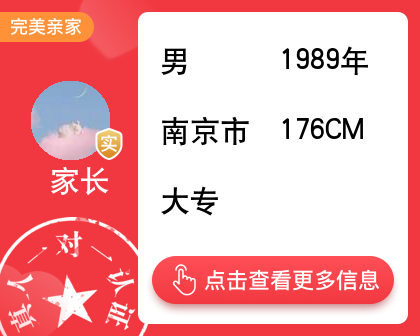 完美亲家
男 1989年
南京市 176CM
大专
实
家长
点击查看更多信息
真人一对一认证